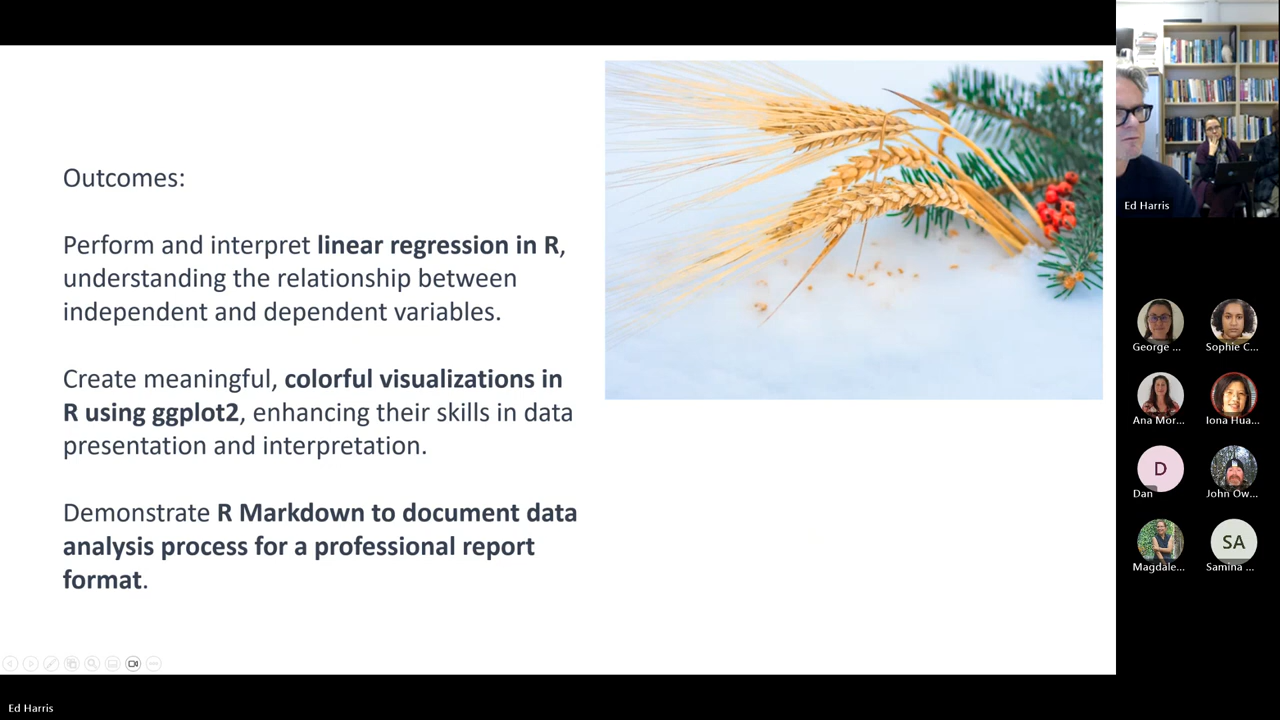 Outcomes:
Perform and interpret linear regression in R,
understanding the relationship between
independent and dependent variables.
Create meaningful, colorful visualizations in
R using ggplot2, enhancing their skills in data
presentation and interpretation.
Demonstrate R Markdown to document data
analysis process for a professional report
format.
Ed Harris
George ...
Sophie C...
Ana Mor...
Iona Hua...
D
Dan
John Ow...
Magdale...
SA
Samina ...
Ed Harris